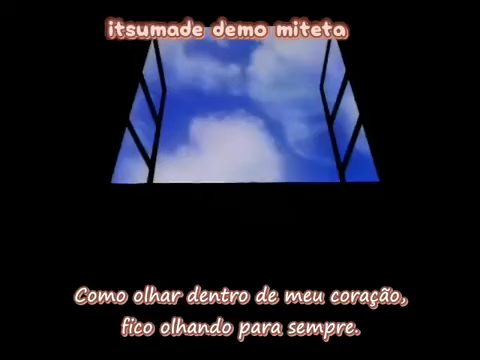 itsumade demo miteta
Como olhar dentro de meu coração,
fico olhando para sempre.